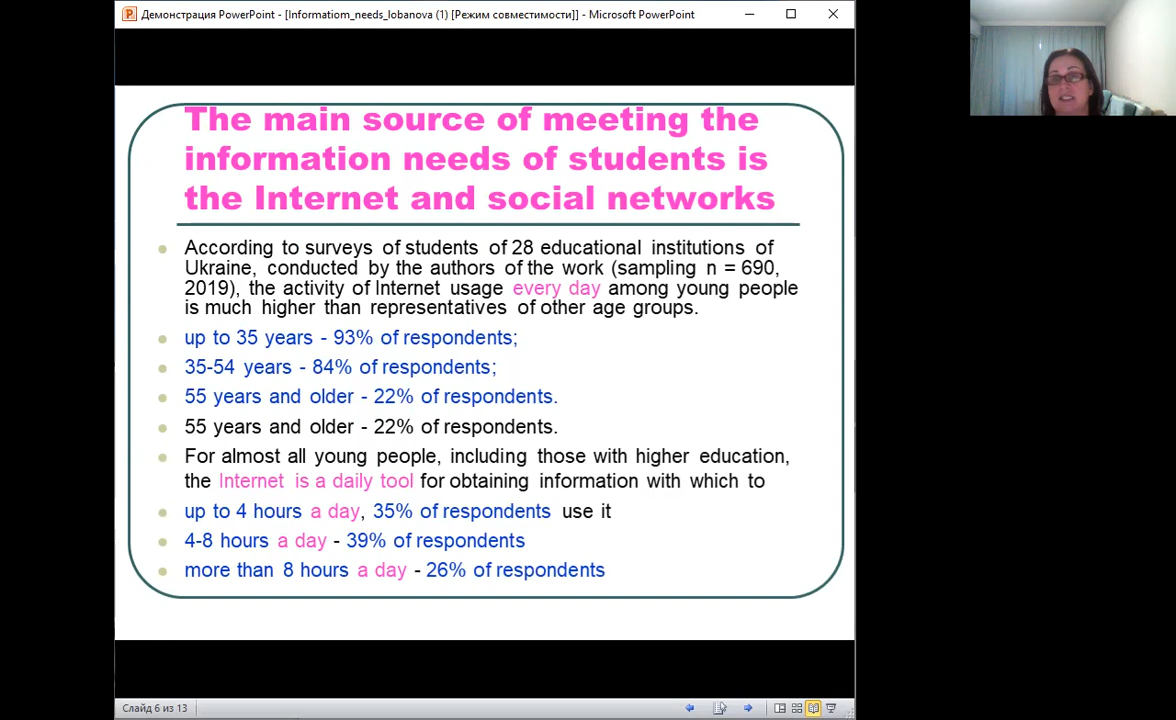 Демонстрация PowerPoint - [Informatiom_needs_lobanova (1) [Режим совместимости]] - Microsoft PowerPoint
The main source of meeting the
information needs of students is
the Internet and social networks
According to surveys of students of 28 educational institutions of
Ukraine, conducted by the authors of the work (sampling n = 690,
2019), the activity of Internet usage every day among young people
is much higher than representatives of other age groups.
up to 35 years - 93% of respondents;
35-54 years - 84% of respondents;
55 years and older - 22% of respondents.
55 years and older - 22% of respondents.
For almost all young people, including those with higher education,
the Internet is a daily tool for obtaining information with which to
up to 4 hours a day, 35% of respondents use it
4-8 hours a day - 39% of respondents
more than 8 hours a day - 26% of respondents
Слайд 6 из 13